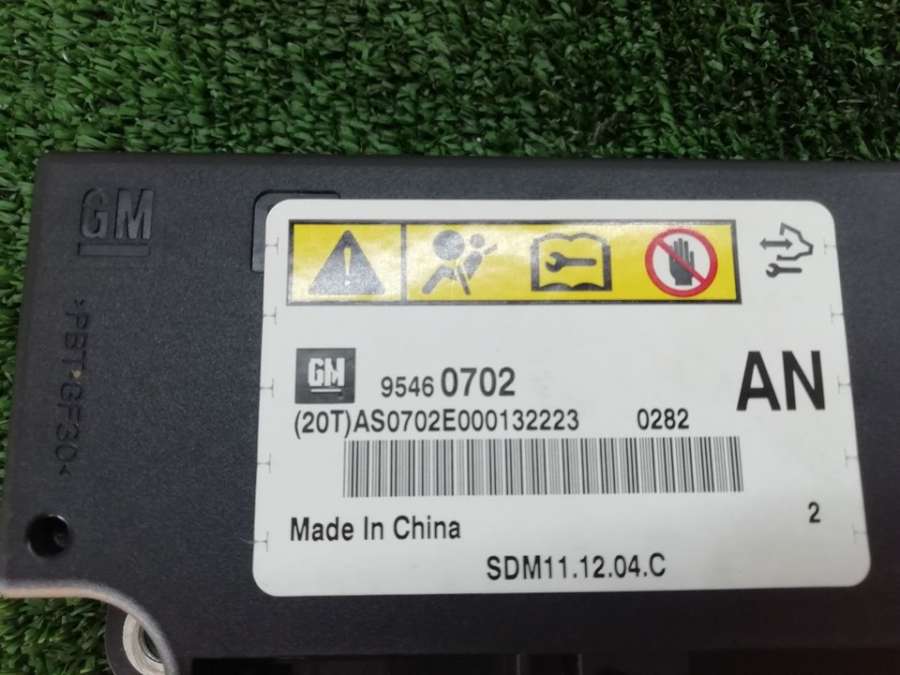 GM
>PBT-GF30<
GM 9546 0702
AN
(20T)AS0702E000132223 0282
Made In China
2
SDM11.12.04.C